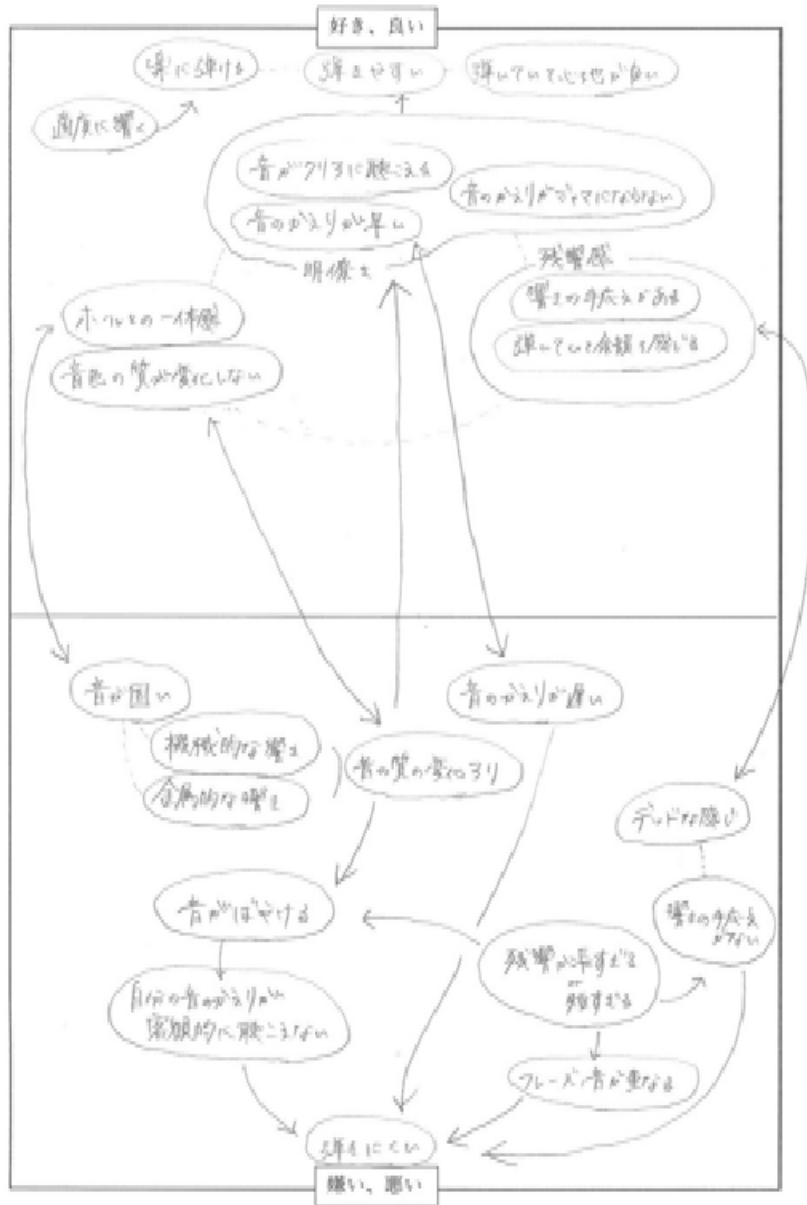 好き、良い
楽に弾ける
弾きやすい
弾いていて心地が良い
適度に響く
音がクリアに聴こえる
音のかえりがジャマにならない
音のかえりが早い
明瞭さ
残響感
響きの手応えがある
ホールとの一体感
弾いていて余韻を感じる
音色の質が変化しない
音が固い
音のかえりが遅い
機械的な響き
音の質の変化あり
金属的な響き
デッドな感じ
音がぼやける
響きの手応えがない
残響が
すぎる
すぎる
自分の音のかえりが
客観的に聴こえない
フレーズ、音が重なる
弾きにくい
嫌い、悪い